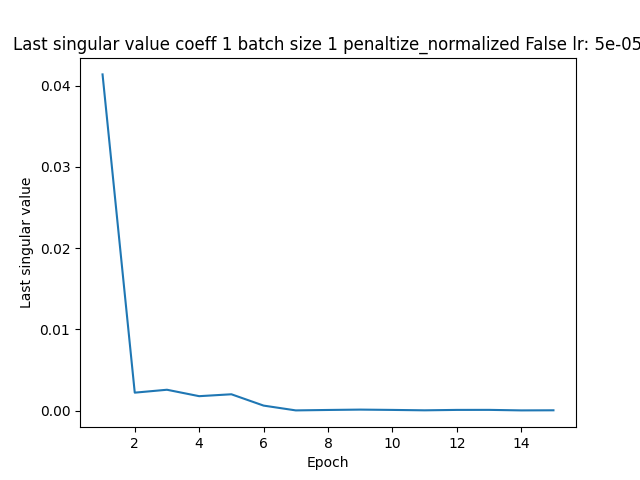 Last singular value coeff 1 batch size 1 penaltize_normalized False lr: 5e-05
0.04
0.03
0.02
0.01
0.00
Last singular value
2 4 6 8 10 12 14
Epoch